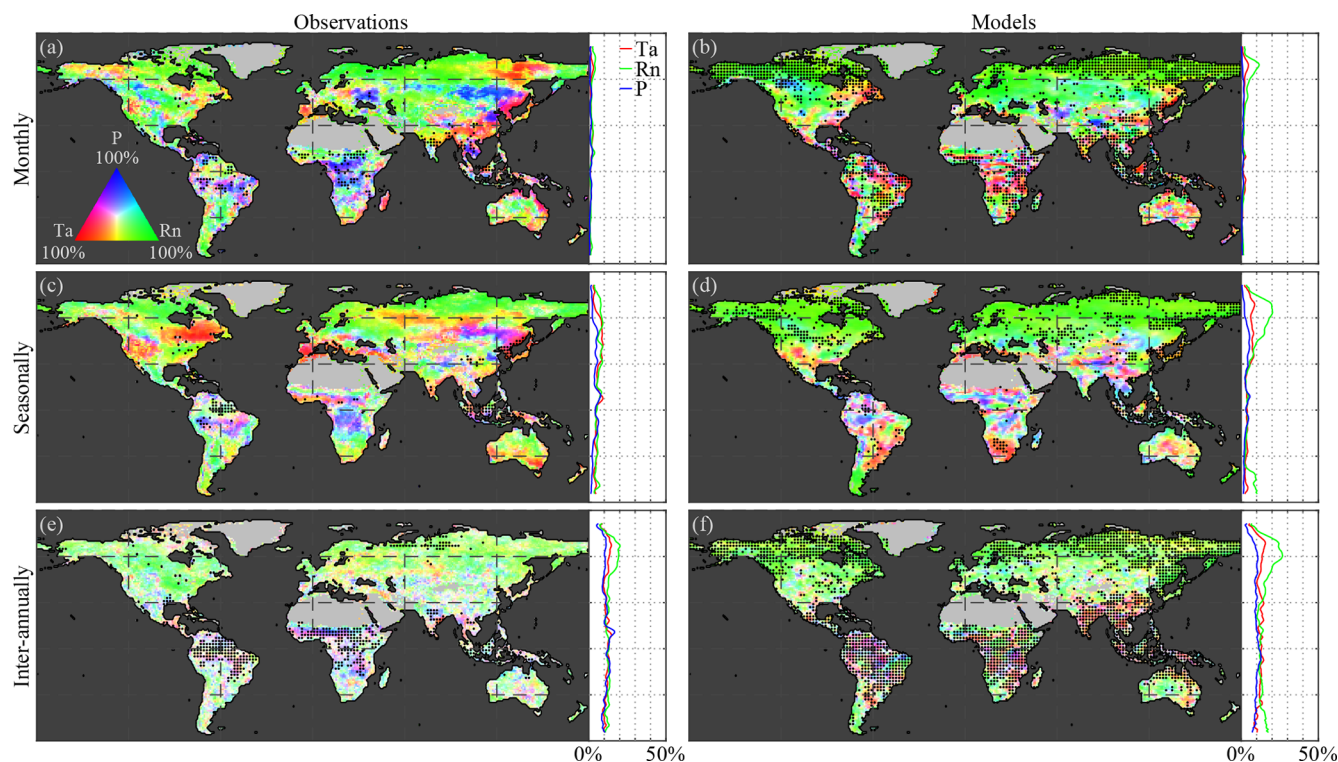 Observations
Models
Monthly
(a)
Ta
Rn
P
P
100%
Ta
Rn
100%
100%
(b)
Seasonally
(c)
(d)
Inter-annually
(e)
(f)
0%
50%
0%
50%